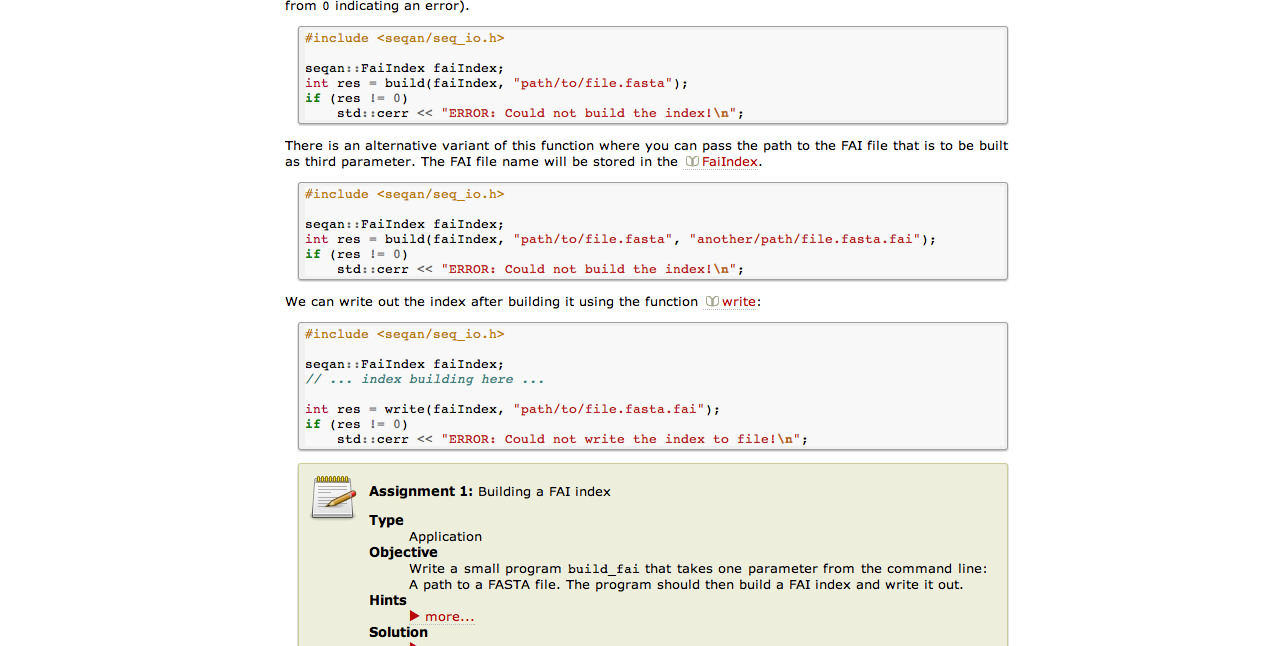 from 0 indicating an error).
#include <seqan/seq_io.h>
seqan::FaiIndex faiIndex;
int res = build(faiIndex, "path/to/file.fasta");
if (res != 0)
    std::cerr << "ERROR: Could not build the index!\n";
There is an alternative variant of this function where you can pass the path to the FAI file that is to be built
as third parameter. The FAI file name will be stored in the FaiIndex.
#include <seqan/seq_io.h>
seqan::FaiIndex faiIndex;
int res = build(faiIndex, "path/to/file.fasta", "another/path/file.fasta.fai");
if (res != 0)
    std::cerr << "ERROR: Could not build the index!\n";
We can write out the index after building it using the function write:
#include <seqan/seq_io.h>
seqan::FaiIndex faiIndex;
// ... index building here ...
int res = write(faiIndex, "path/to/file.fasta.fai");
if (res != 0)
    std::cerr << "ERROR: Could not write the index to file!\n";
Assignment 1: Building a FAI index
Type
Application
Objective
Write a small program build_fai that takes one parameter from the command line:
A path to a FASTA file. The program should then build a FAI index and write it out.
Hints
more...
Solution